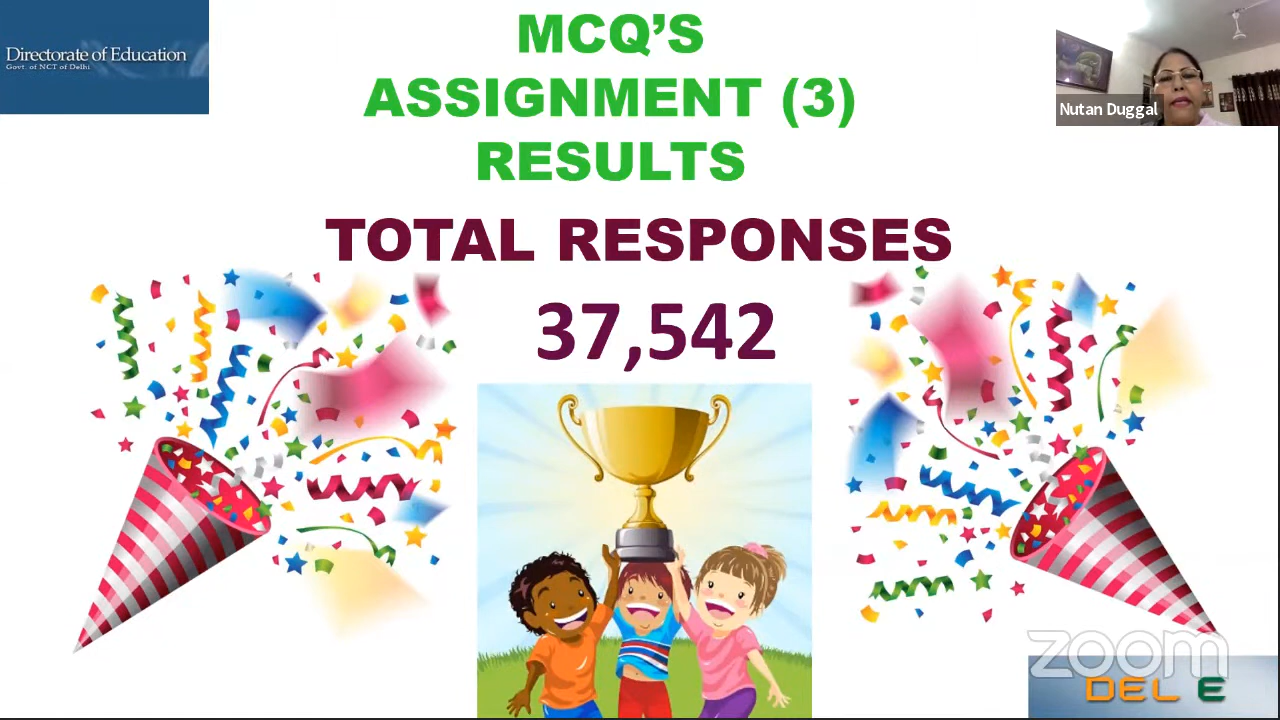 Directorate of Education
Govt. of NCT of Delhi
MCQ’S
ASSIGNMENT (3)
RESULTS
Nutan Duggal
TOTAL RESPONSES
37,542
zoom
DEL E